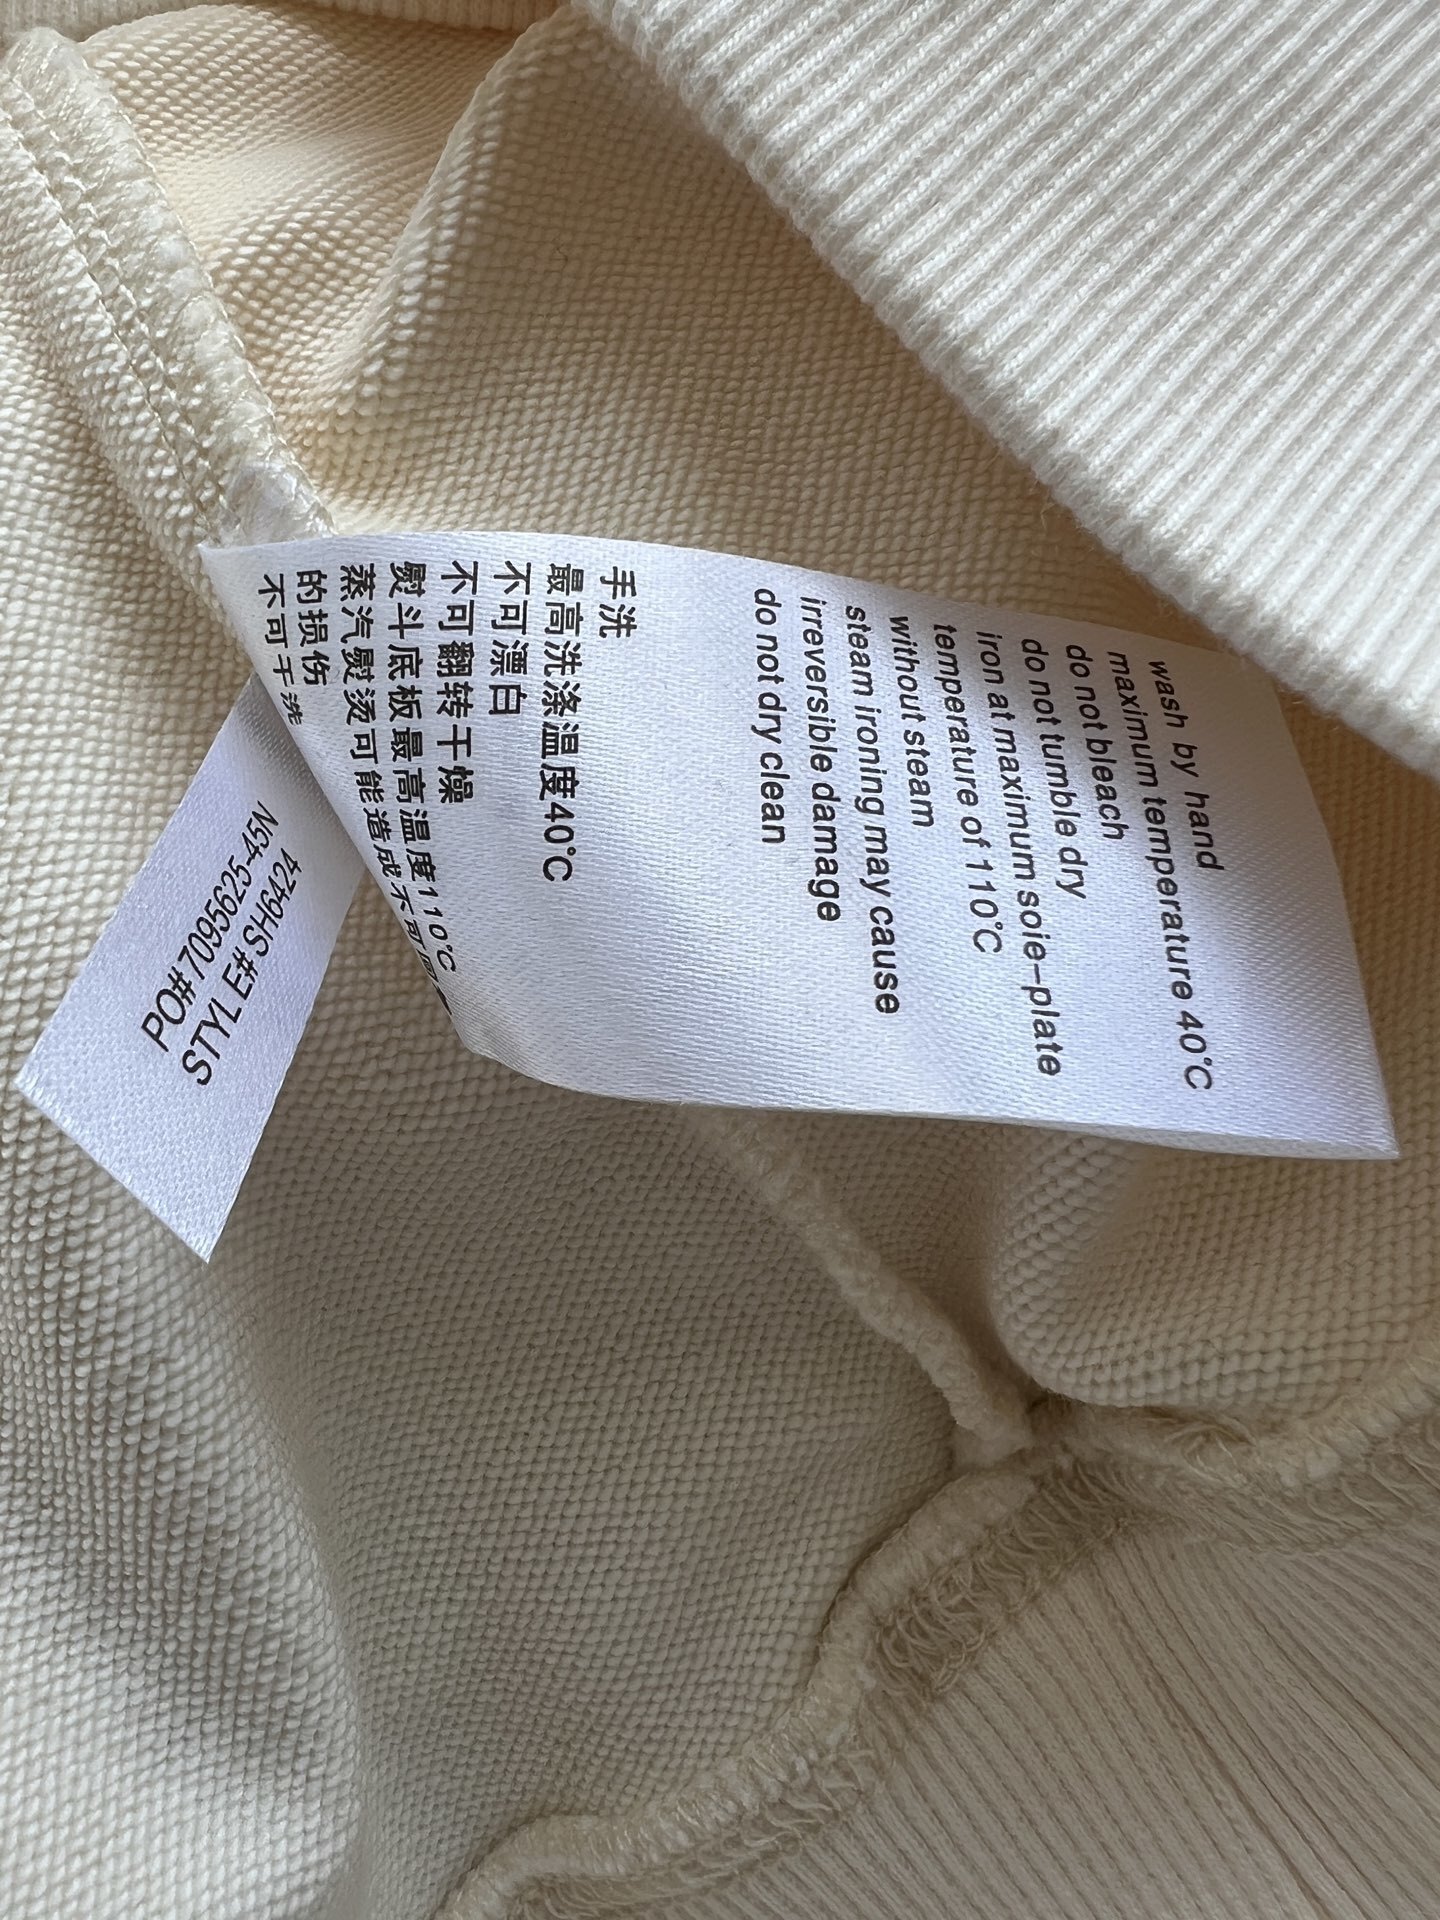 wash by hand
maximum temperature 40°C
do not bleach
do not tumble dry
iron at maximum soie-plate
temperature of 110°C
without steam
steam ironing may cause
irreversible damage
do not dry clean
手洗
最高洗涤温度40°C
不可漂白
不可翻转干燥
熨斗底板最高温度110°C
蒸汽熨烫可能造成不可
的损伤
不可干洗
PO# 7095625-45N
STYLE# SH6424